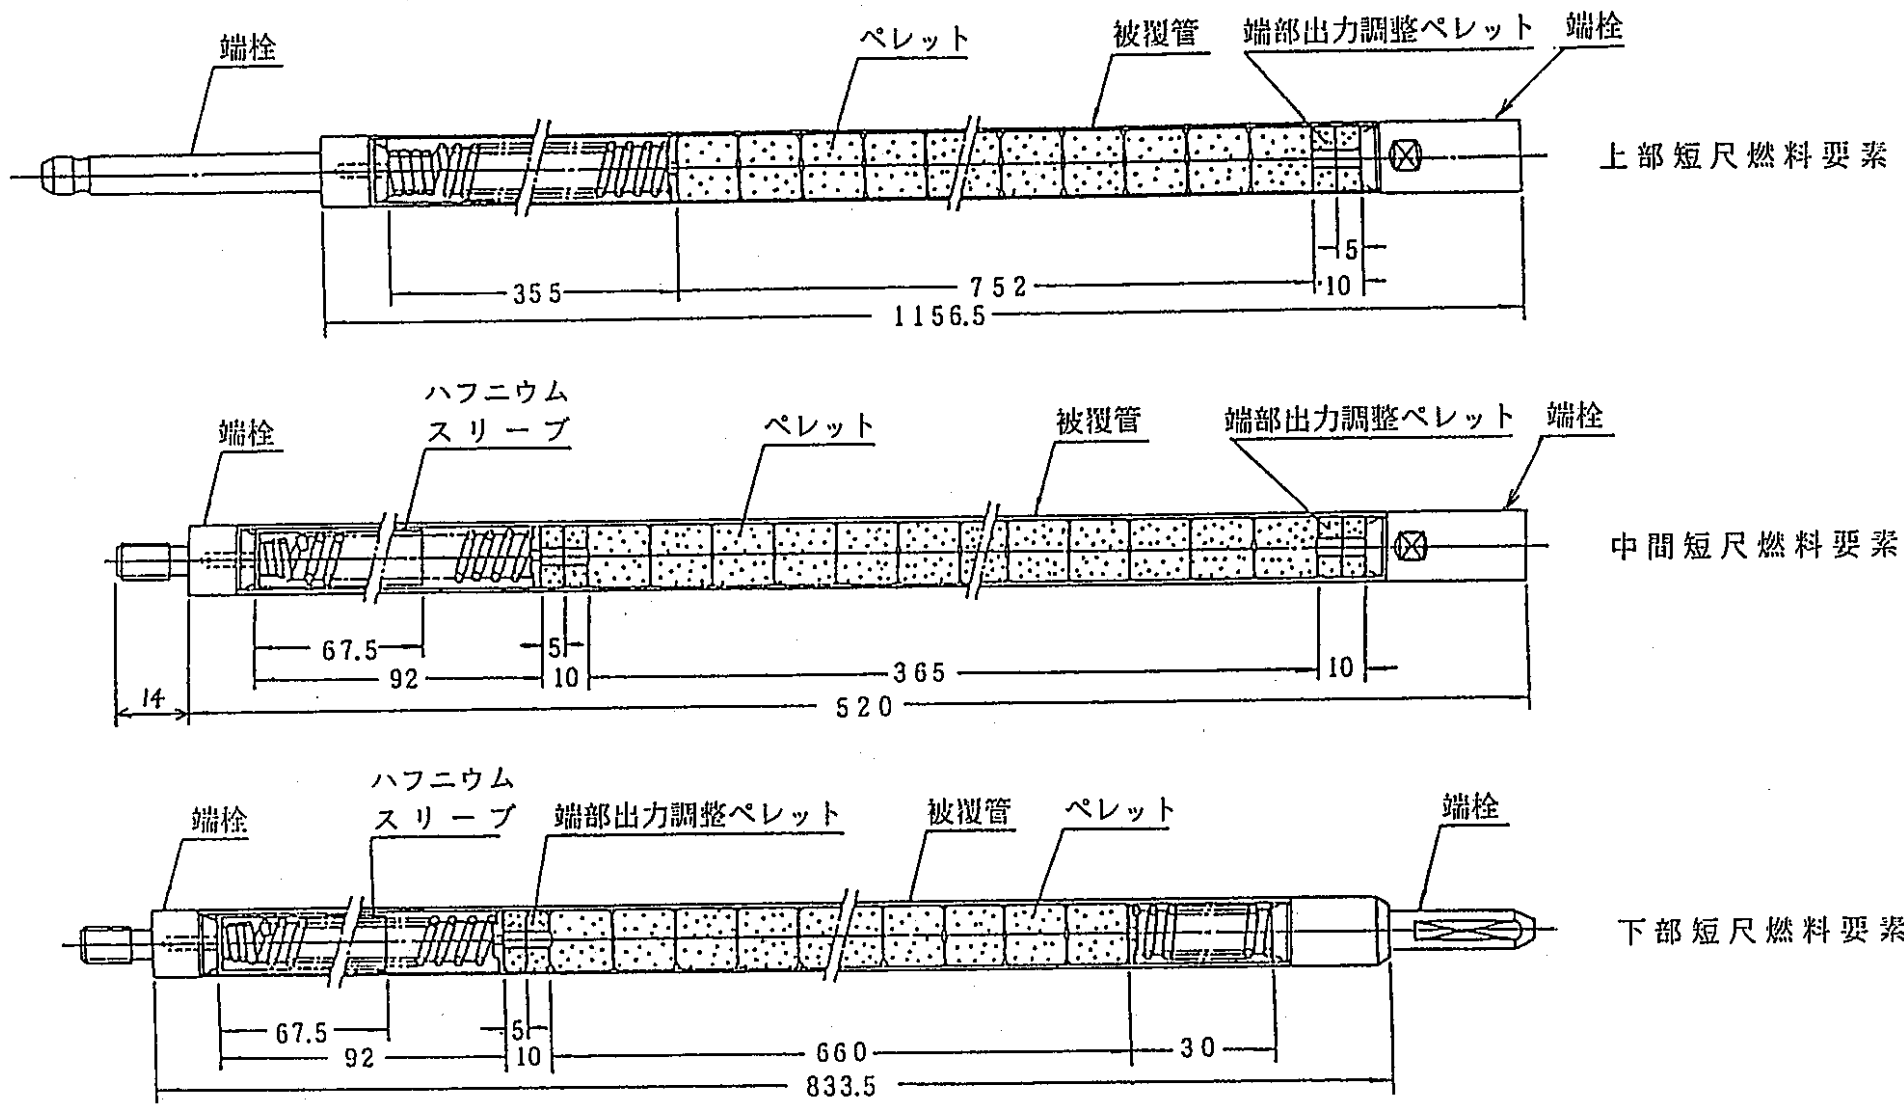 端栓
ペレット
被覆管
端部出力調整ペレット
端栓
上部短尺燃料要素
5
355
752
10
1156.5
ハフニウム
スリーブ
端栓
ペレット
被覆管
端部出力調整ペレット
端栓
中間短尺燃料要素
67.5
5
92
10
365
10
14
520
ハフニウム
スリーブ
端栓
端部出力調整ペレット
被覆管
ペレット
端栓
下部短尺燃料要素
67.5
5
92
10
660
30
833.5